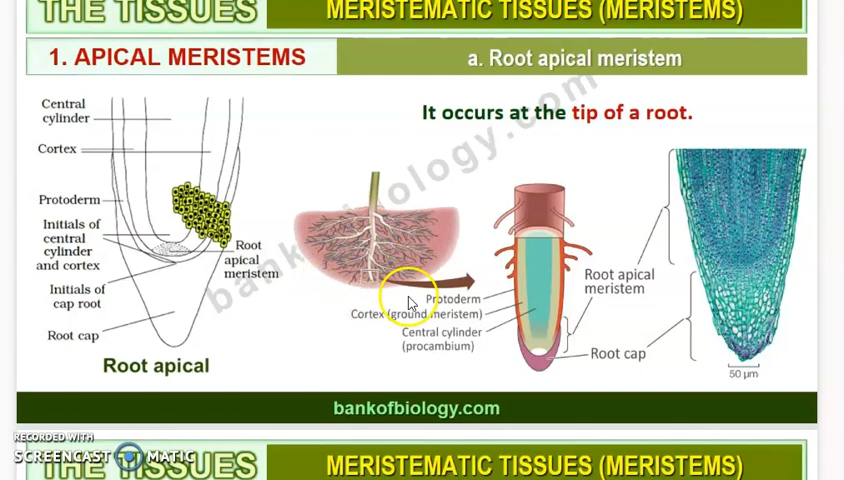 THE TISSUES
MERISTEMATIC TISSUES (MERISTEMS)
1. APICAL MERISTEMS
a. Root apical meristem
It occurs at the tip of a root.
Central
cylinder
Cortex
Protoderm
Initials of
central
cylinder
and cortex
Initials of
cap root
Root cap
Root
apical
meristem
Root apical
bankofbiology.com
Protoderm
Cortex (ground meristem)
Central cylinder
(procambium)
Root apical
meristem
Root cap
50 µm
bankofbiology.com
RECORDED WITH
SCREENCAST MATIC
THE TISSUES
MERISTEMATIC TISSUES (MERISTEMS)